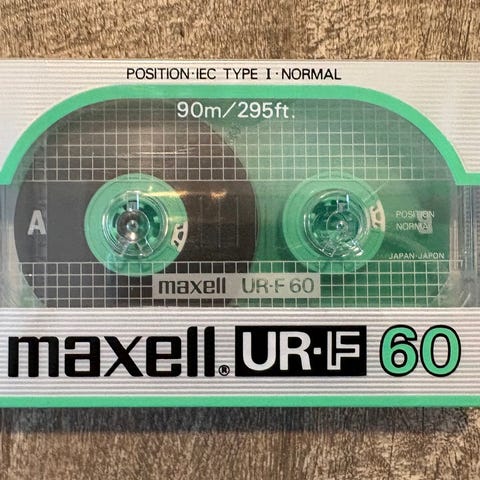 POSITION·IEC TYPE I·NORMAL
90m/295ft.
A
POSITION
NORMAL
JAPAN-JAPON
maxell UR·F 60
maxell® UR·F 60